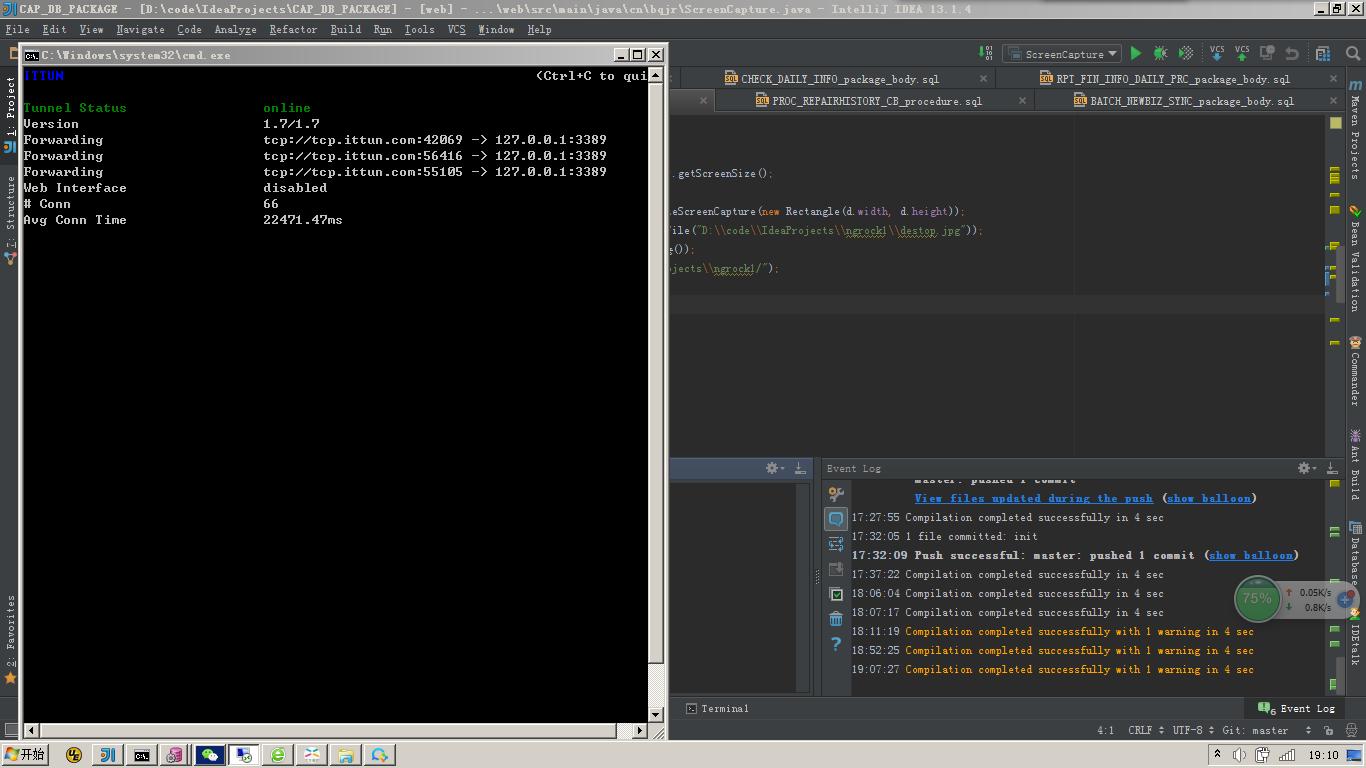 CAP_DB_PACKAGE - [D:\code\IdeaProjects\CAP_DB_PACKAGE] - [web] - ...\web\src\main\java\cn\bqjr\ScreenCapture.java - IntelliJ IDEA 13.1.4
File Edit View Navigate Code Analyze Refactor Build Run Tools VCS Window Help
C:\Windows\system32\cmd.exe
ITTUN (Ctrl+C to qui
Tunnel Status online
Version 1.7/1.7
Forwarding tcp://tcp.ittun.com:42069 -> 127.0.0.1:3389
Forwarding tcp://tcp.ittun.com:56416 -> 127.0.0.1:3389
Forwarding tcp://tcp.ittun.com:55105 -> 127.0.0.1:3389
Web Interface disabled
# Conn 66
Avg Conn Time 22471.47ms
1: Project
7: Structure
2: Favorites
ScreenCapture
VCS VCS
CHECK_DAILY_INFO_package_body.sql
RPT_FIN_INFO_DAILY_PRC_package_body.sql
PROC_REPAIRHISTORY_CB_procedure.sql
BATCH_NEWBIZ_SYNC_package_body.sql
.getScreenSize();
eScreenCapture(new Rectangle(d.width, d.height));
ile("D:\\code\\IdeaProjects\\ngrock1\\destop.jpg"));
());
jects\\ngrock1/");
Maven Projects
Bean Validation
Commander
Ant Build
Database
IDEtalk
Event Log
master: pushed 1 commit
View files updated during the push (show balloon)
17:27:55 Compilation completed successfully in 4 sec
17:32:05 1 file committed: init
17:32:09 Push successful: master: pushed 1 commit (show balloon)
17:37:22 Compilation completed successfully in 4 sec
18:06:04 Compilation completed successfully in 4 sec
18:07:17 Compilation completed successfully in 4 sec
18:11:19 Compilation completed successfully with 1 warning in 4 sec
18:52:25 Compilation completed successfully with 1 warning in 4 sec
19:07:27 Compilation completed successfully with 1 warning in 4 sec
75% 0.05K/s
0.8K/s
Terminal
6 Event Log
4:1 CRLF UTF-8 Git: master
开始
19:10